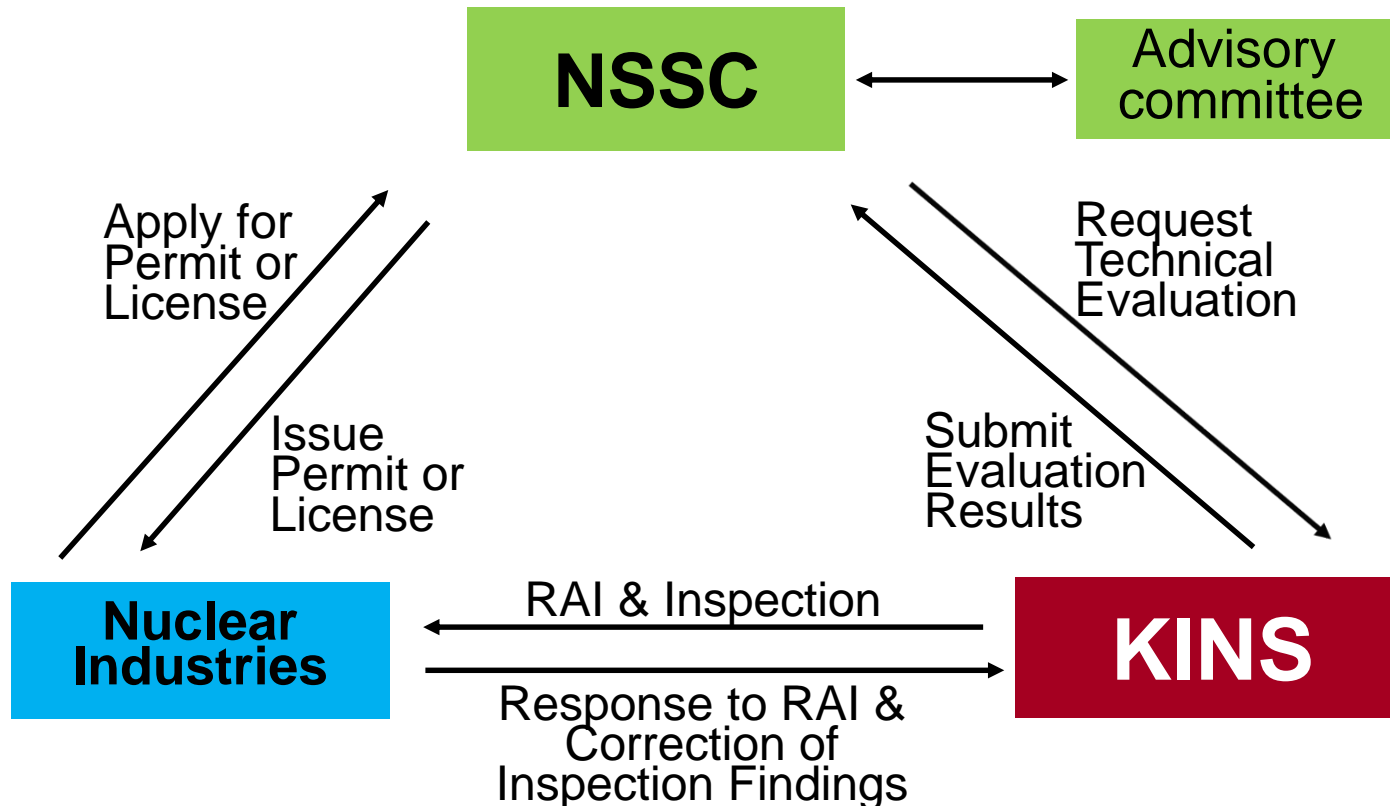 NSSC
Advisory
committee
Apply for
Permit or
License
Request
Technical
Evaluation
Issue
Permit or
License
Submit
Evaluation
Results
Nuclear
Industries
RAI & Inspection
KINS
Response to RAI &
Correction of
Inspection Findings